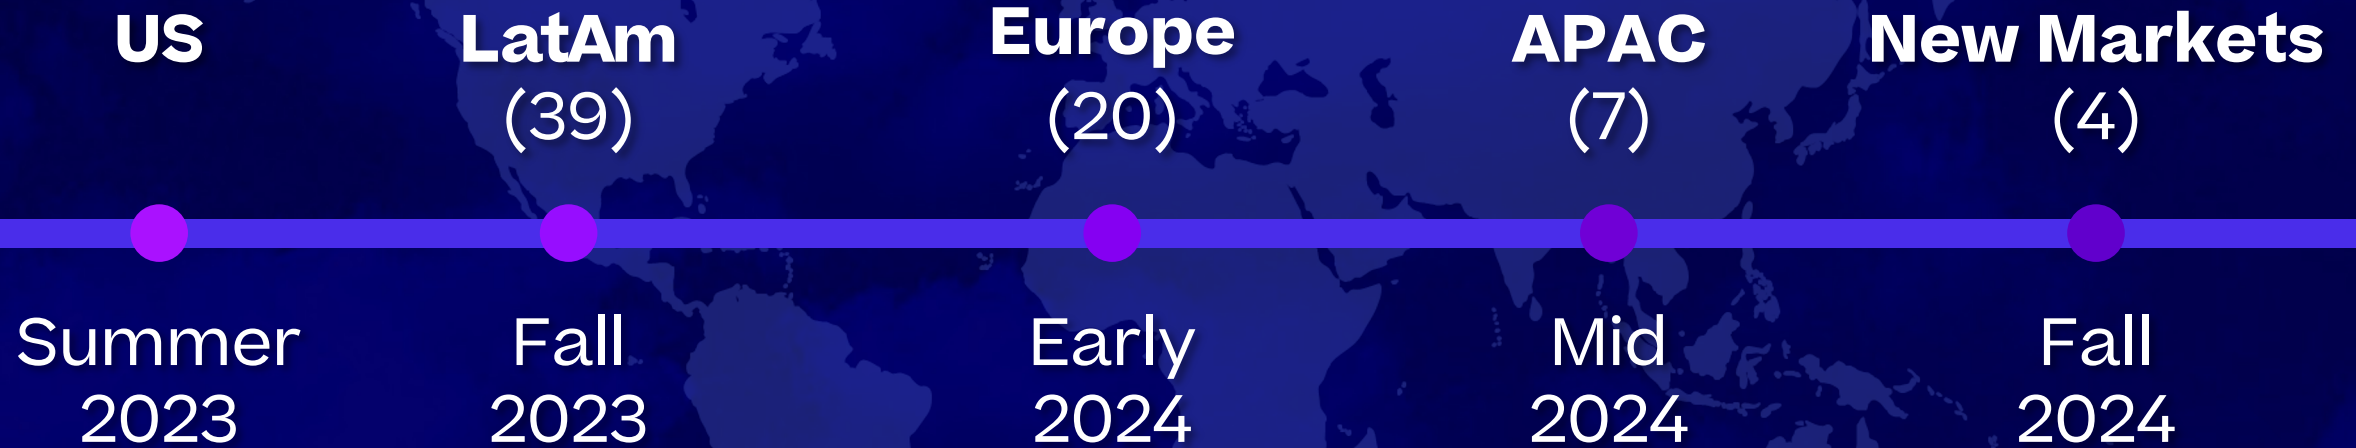 US
Summer
2023
LatAm
(39)
Fall
2023
Europe
(20)
Early
2024
APAC
(7)
Mid
2024
New Markets
(4)
Fall
2024